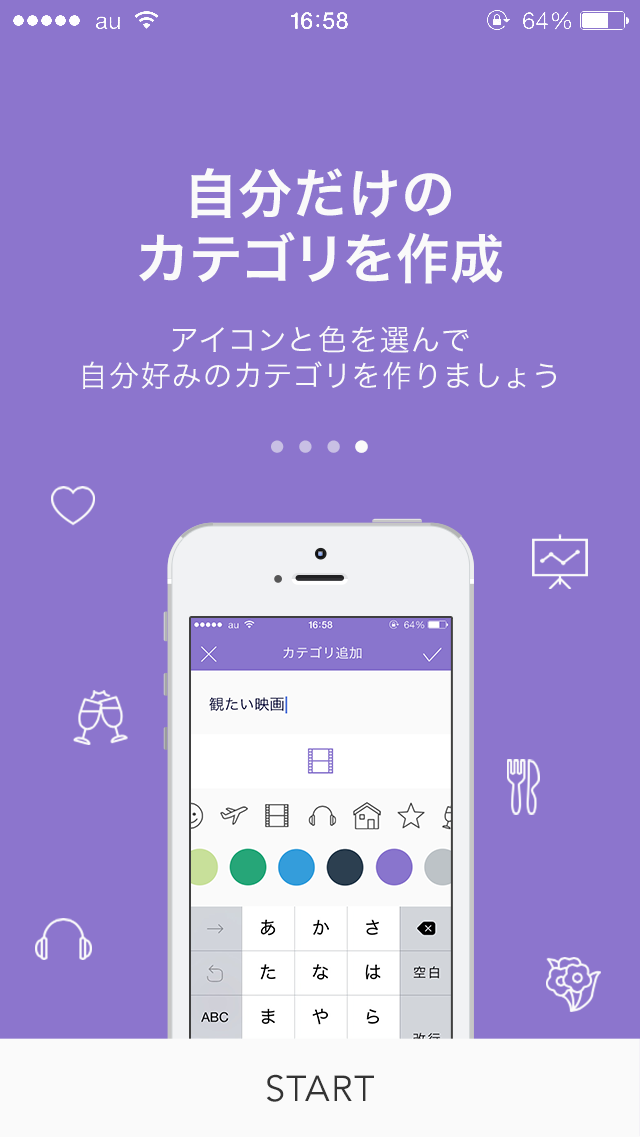 au 16:58 64%
自分だけの
カテゴリを作成
アイコンと色を選んで
自分好みのカテゴリを作りましょう
au 16:58 64%
カテゴリ追加
観たい映画
→ あ か さ
た な は 空白
ABC ま や ら 改行
START